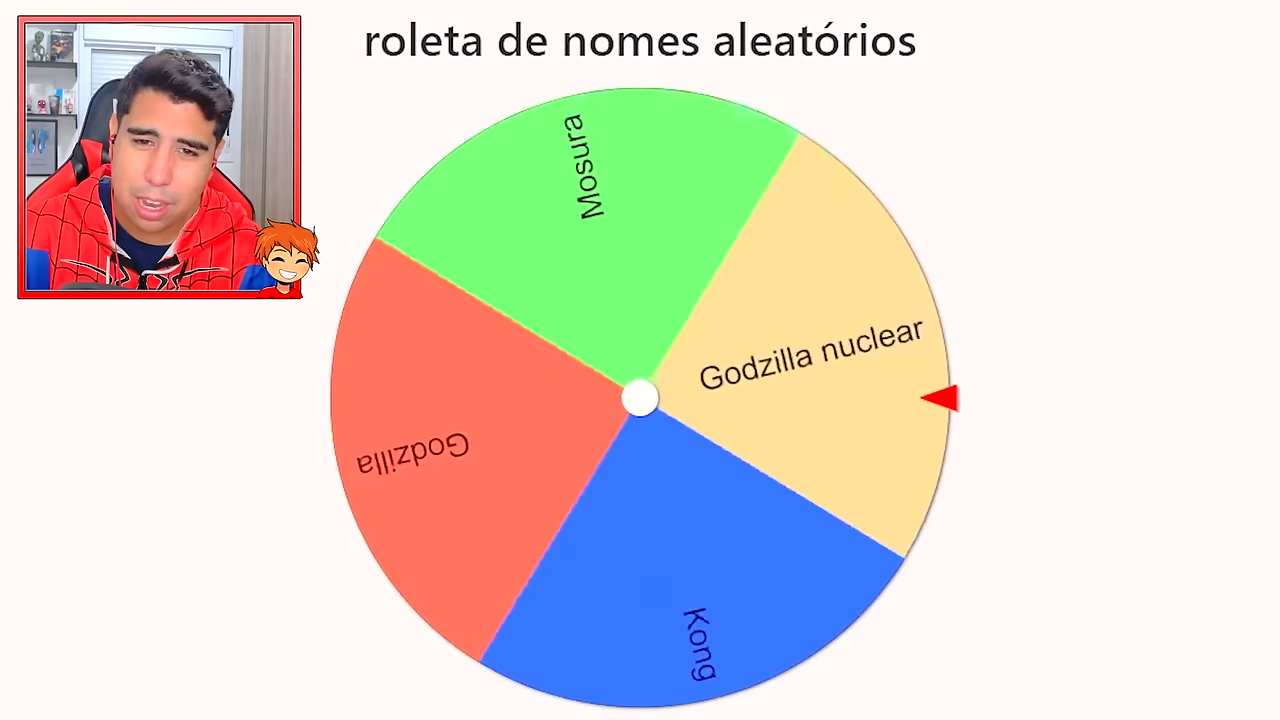 roleta de nomes aleatórios
Mosura
Godzilla nuclear
Godzilla
Kong